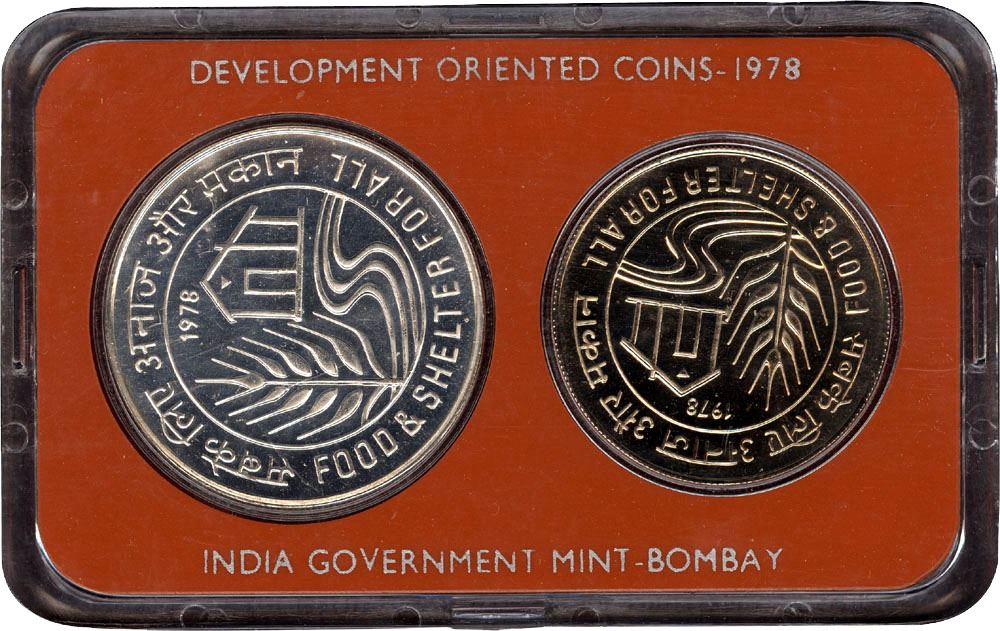 DEVELOPMENT ORIENTED COINS-1978
सबके लिए अनाज और मकान
FOOD & SHELTER FOR ALL
1978
सबके लिए अनाज और मकान
FOOD & SHELTER FOR ALL
1978
INDIA GOVERNMENT MINT-BOMBAY